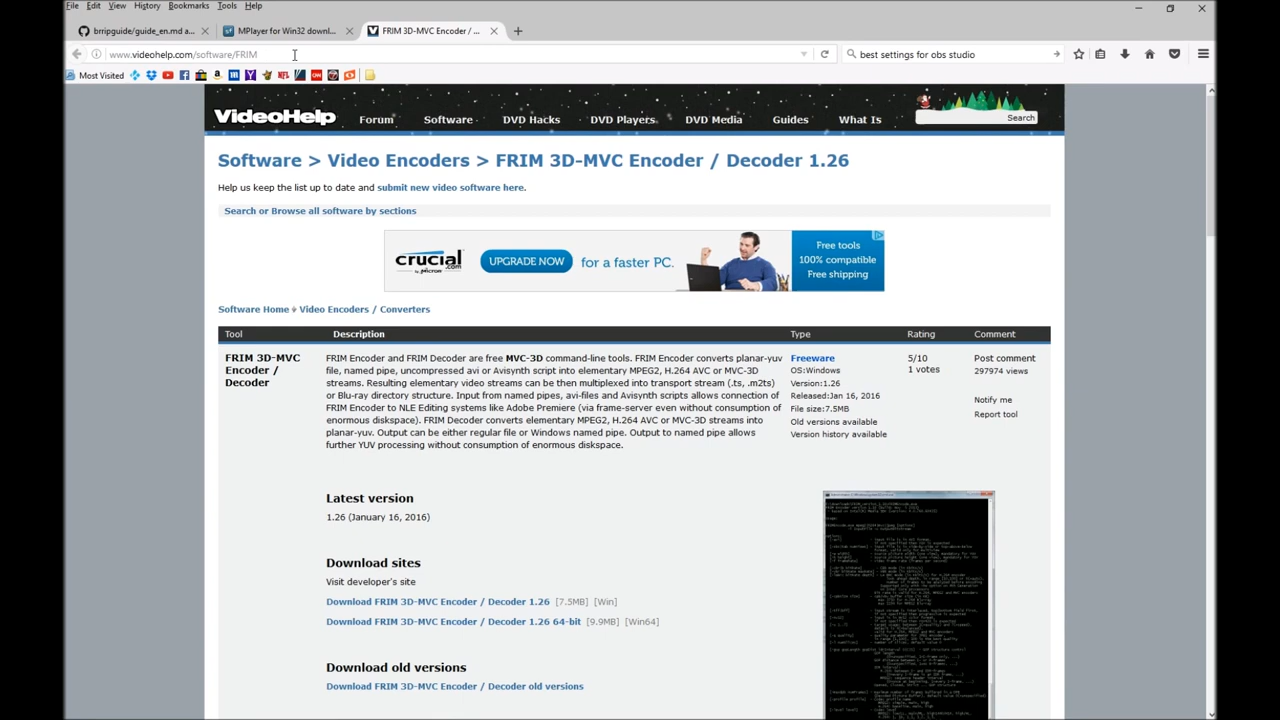 File Edit View History Bookmarks Tools Help
brripguide/guide_en.md a...
MPlayer for Win32 downl...
FRIM 3D-MVC Encoder / ...
www.videohelp.com/software/FRIM
best settings for obs studio
Most Visited
VideoHelp
Forum Software DVD Hacks DVD Players DVD Media Guides What Is
Search
Software > Video Encoders > FRIM 3D-MVC Encoder / Decoder 1.26
Help us keep the list up to date and submit new video software here.
Search or Browse all software by sections
crucial
by Micron
UPGRADE NOW
for a faster PC.
Free tools
100% compatible
Free shipping
Software Home Video Encoders / Converters
Tool Description Type Rating Comment
FRIM 3D-MVC
Encoder /
Decoder
FRIM Encoder and FRIM Decoder are free MVC-3D command-line tools. FRIM Encoder converts planar-yuv
file, named pipe, uncompressed avi or Avisynth script into elementary MPEG2, H.264 AVC or MVC-3D
streams. Resulting elementary video streams can be then multiplexed into transport stream (.ts, .m2ts)
or Blu-ray directory structure. Input from named pipes, avi-files and Avisynth scripts allows connection of
FRIM Encoder to NLE Editing systems like Adobe Premiere (via frame-server even without consumption of
enormous diskspace). FRIM Decoder converts elementary MPEG2, H.264 AVC or MVC-3D streams into
planar-yuv. Output can be either regular file or Windows named pipe. Output to named pipe allows
further YUV processing without consumption of enormous diskspace.
Freeware
OS:Windows
Version:1.26
Released:Jan 16, 2016
File size:7.5MB
Old versions available
Version history available
5/10
1 votes
Post comment
297974 views
Notify me
Report tool
Latest version
1.26 (January 16, 2016)
Download sites
Visit developer's site
Download FRIM 3D-MVC Encoder / Decoder 1.26 [7.5MB] [Win]
Download FRIM 3D-MVC Encoder / Decoder 1.26 64-bit [9.9MB]
Download old versions
Download FRIM 3D-MVC Encoder / Decoder old versions